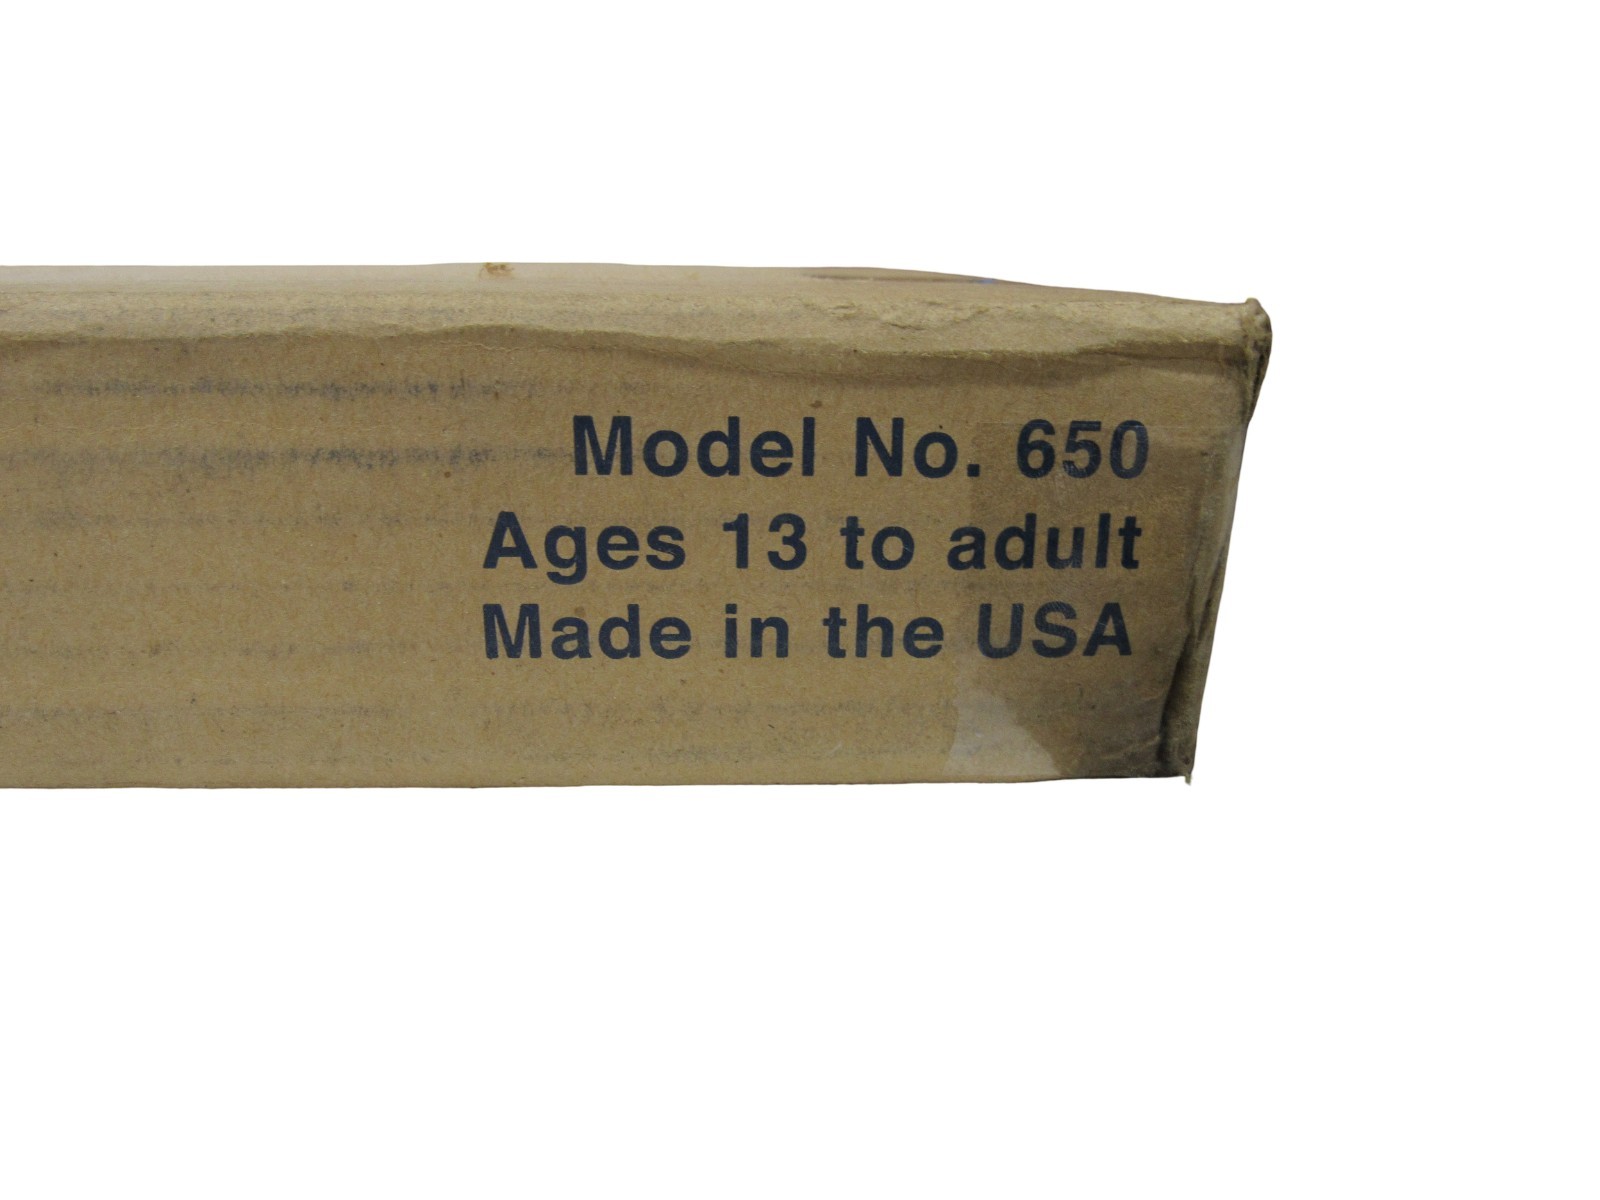 Model No. 650
Ages 13 to adult
Made in the USA